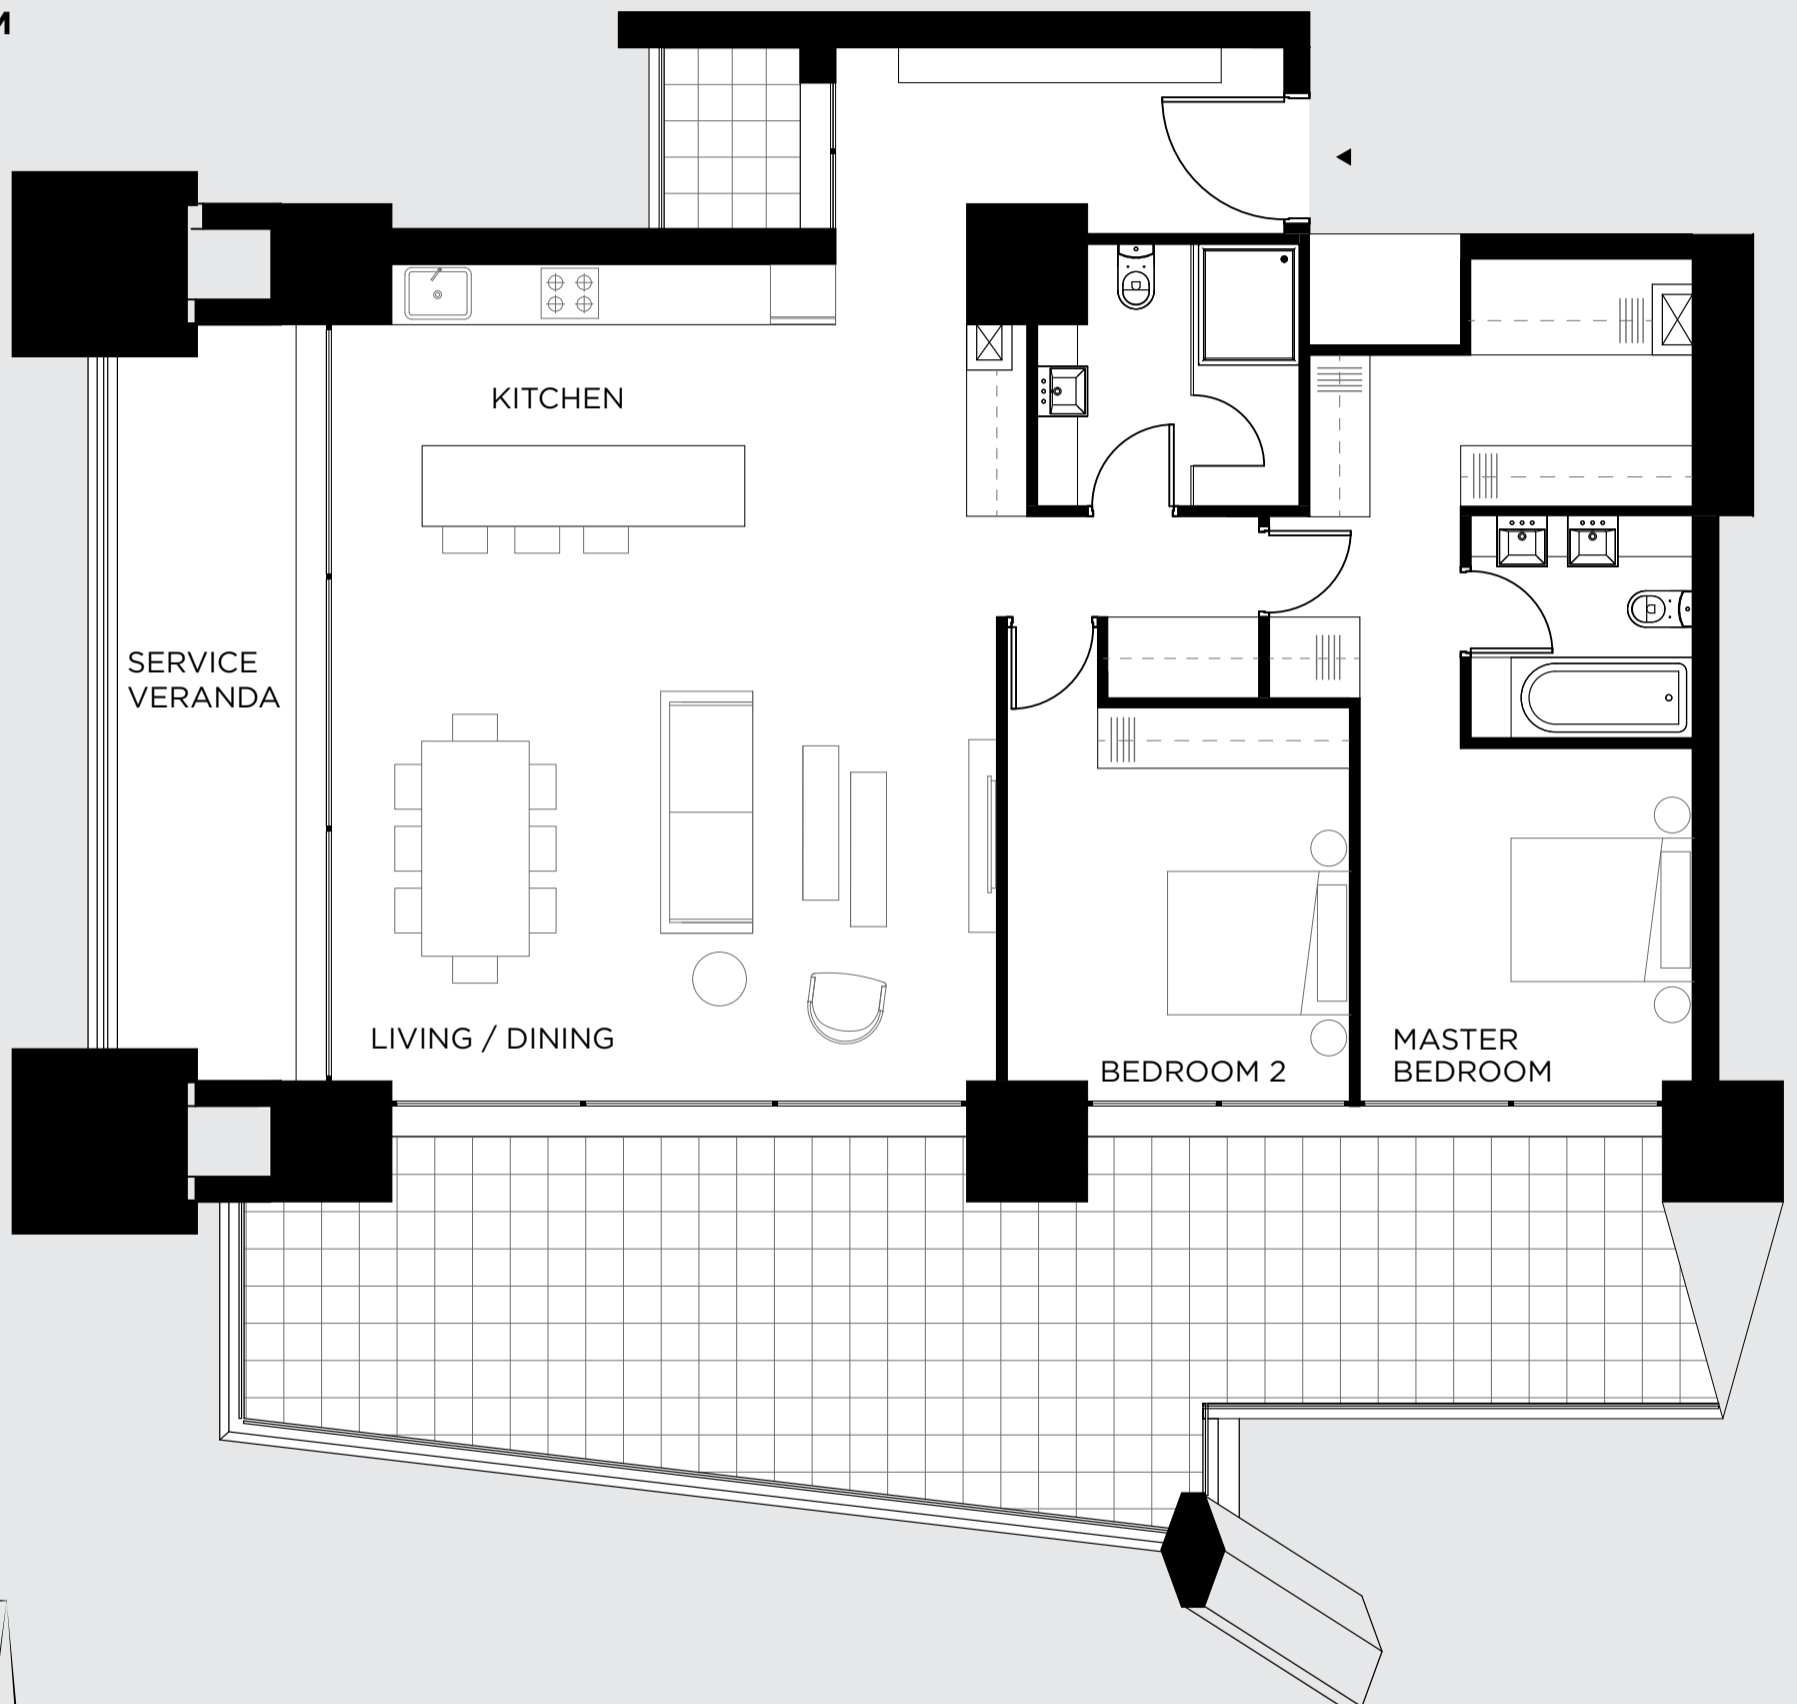 M
KITCHEN
SERVICE
VERANDA
LIVING / DINING
BEDROOM 2
MASTER
BEDROOM